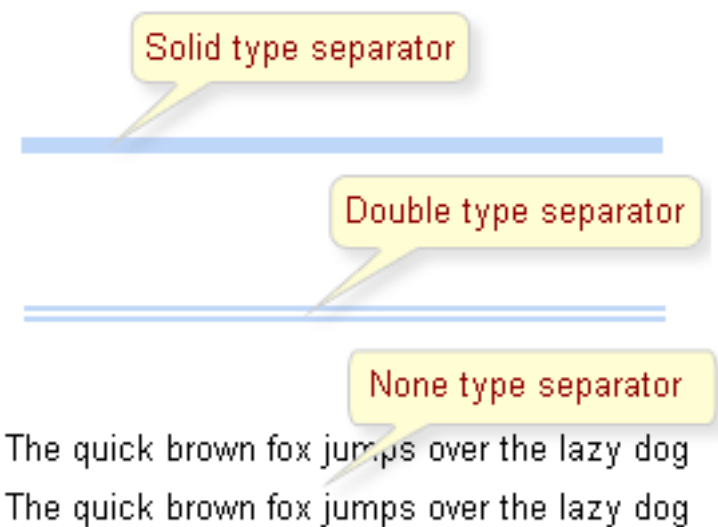 Solid type separator
Double type separator
None type separator
The quick brown fox jumps over the lazy dog
The quick brown fox jumps over the lazy dog